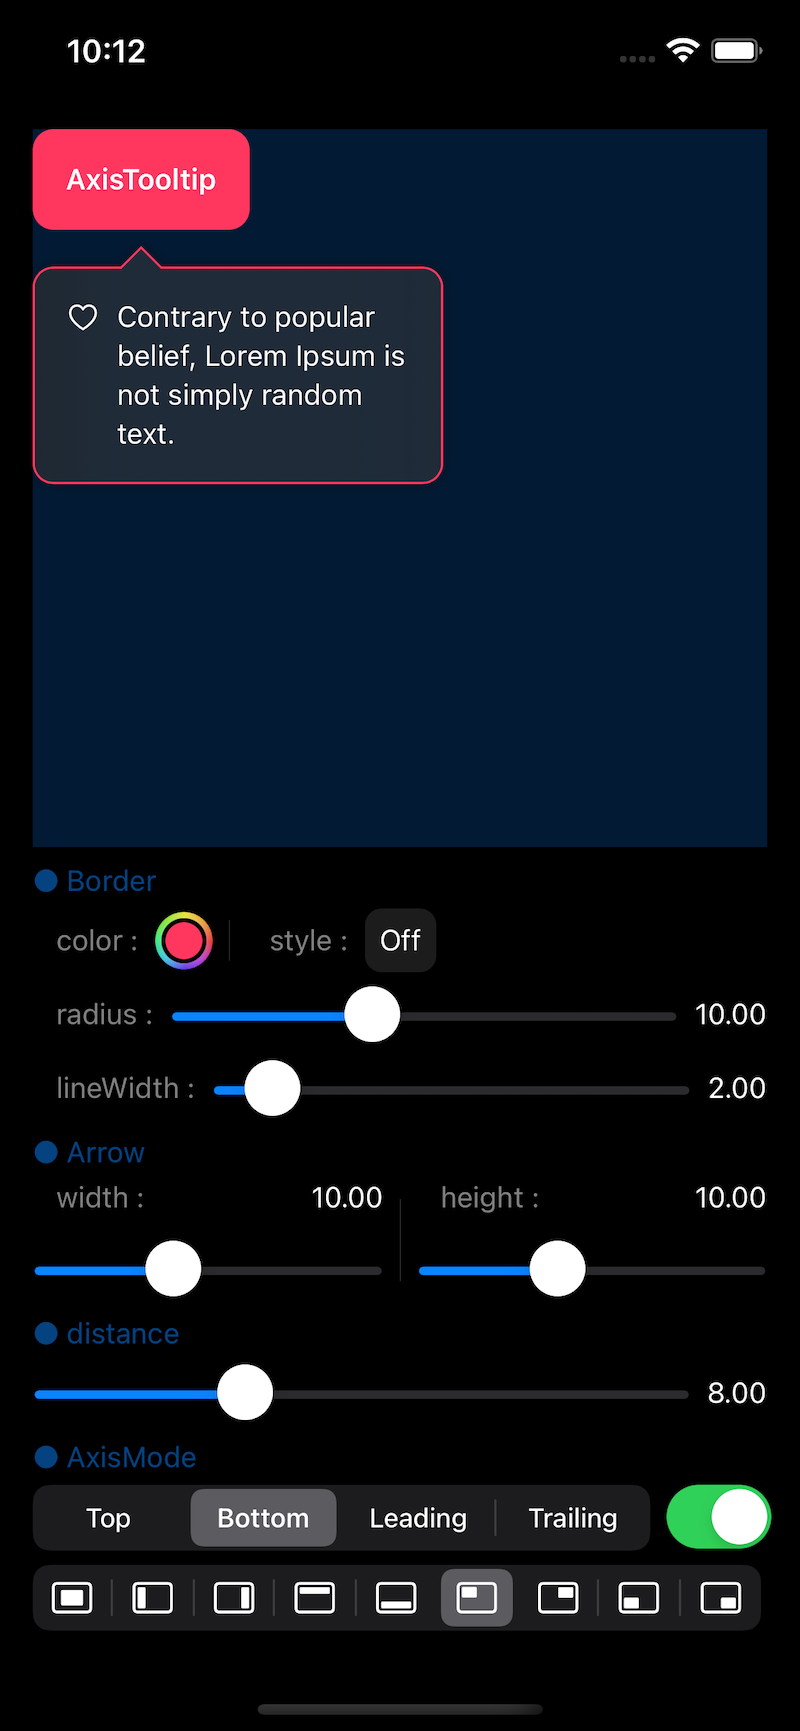 10:12
AxisTooltip
Contrary to popular
belief, Lorem Ipsum is
not simply random
text.
Border
color :
style :
Off
radius :
10.00
lineWidth :
2.00
Arrow
width :
10.00
height :
10.00
distance
8.00
AxisMode
Top
Bottom
Leading
Trailing